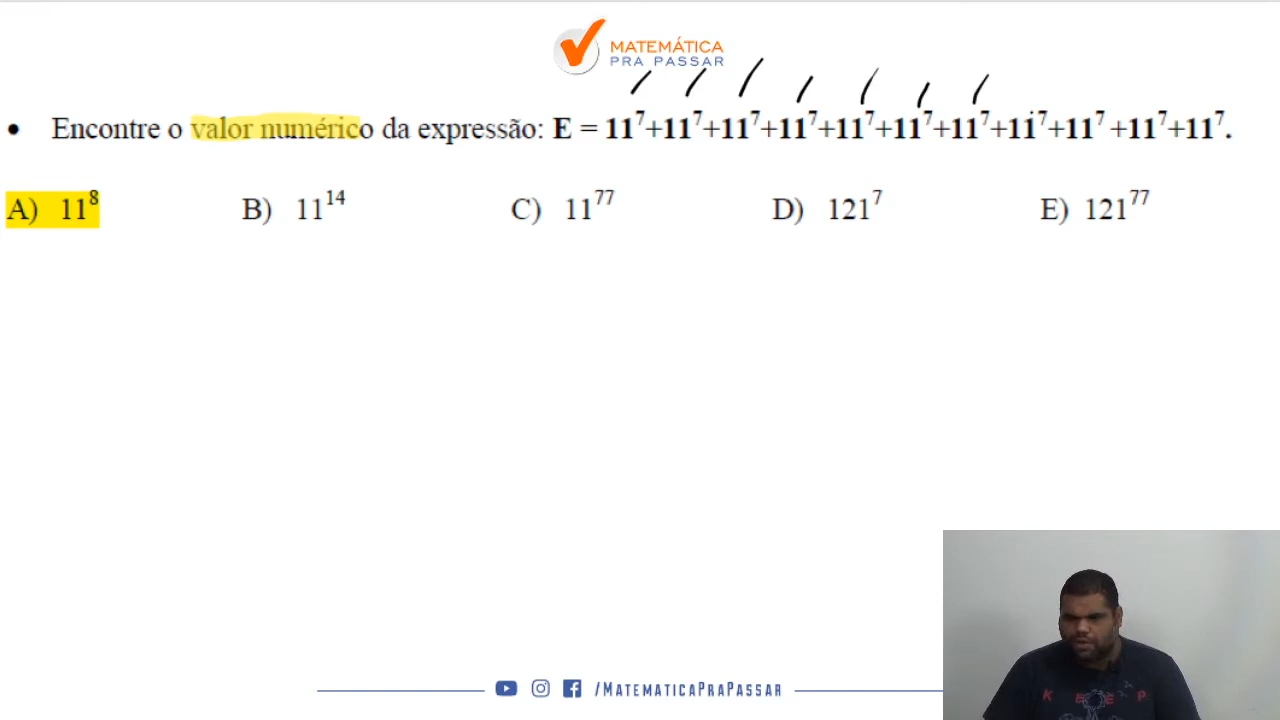 MATEMÁTICA
PRA PASSAR
• Encontre o valor numérico da expressão: E = 11⁷+11⁷+11⁷+11⁷+11⁷+11⁷+11⁷+11⁷+11⁷ +11⁷+11⁷.
A) 11⁸ B) 11¹⁴ C) 11⁷⁷ D) 121⁷ E) 121⁷⁷
K E E P
/MATEMATICAPRAPASSAR